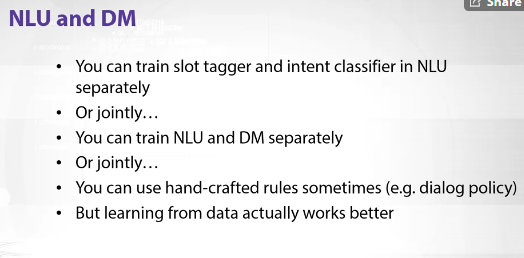 Share
NLU and DM
• You can train slot tagger and intent classifier in NLU
separately
• Or jointly…
• You can train NLU and DM separately
• Or jointly…
• You can use hand-crafted rules sometimes (e.g. dialog policy)
• But learning from data actually works better